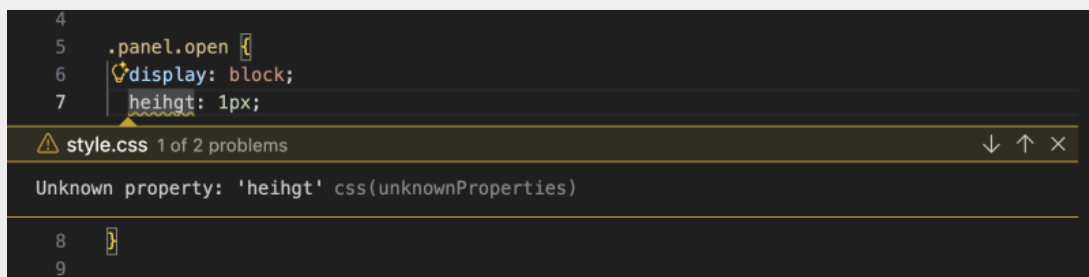 4
5 .panel.open {
6 display: block;
7 heihgt: 1px;
style.css 1 of 2 problems
Unknown property: 'heihgt' css(unknownProperties)
8 }
9